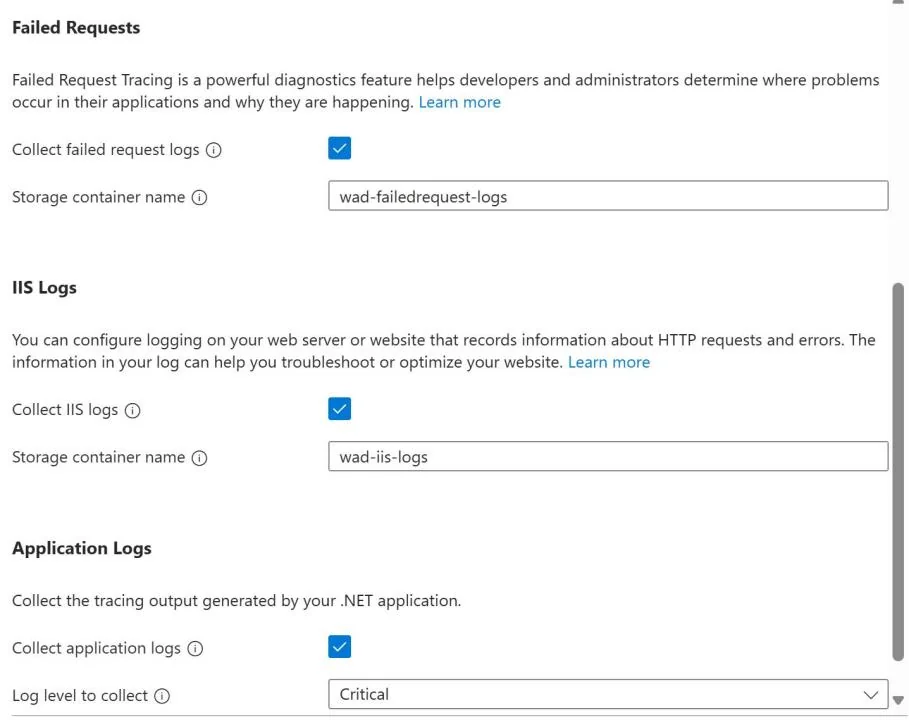 Failed Requests
Failed Request Tracing is a powerful diagnostics feature helps developers and administrators determine where problems
occur in their applications and why they are happening. Learn more
Collect failed request logs
Storage container name
wad-failedrequest-logs
IIS Logs
You can configure logging on your web server or website that records information about HTTP requests and errors. The
information in your log can help you troubleshoot or optimize your website. Learn more
Collect IIS logs
Storage container name
wad-iis-logs
Application Logs
Collect the tracing output generated by your .NET application.
Collect application logs
Log level to collect
Critical